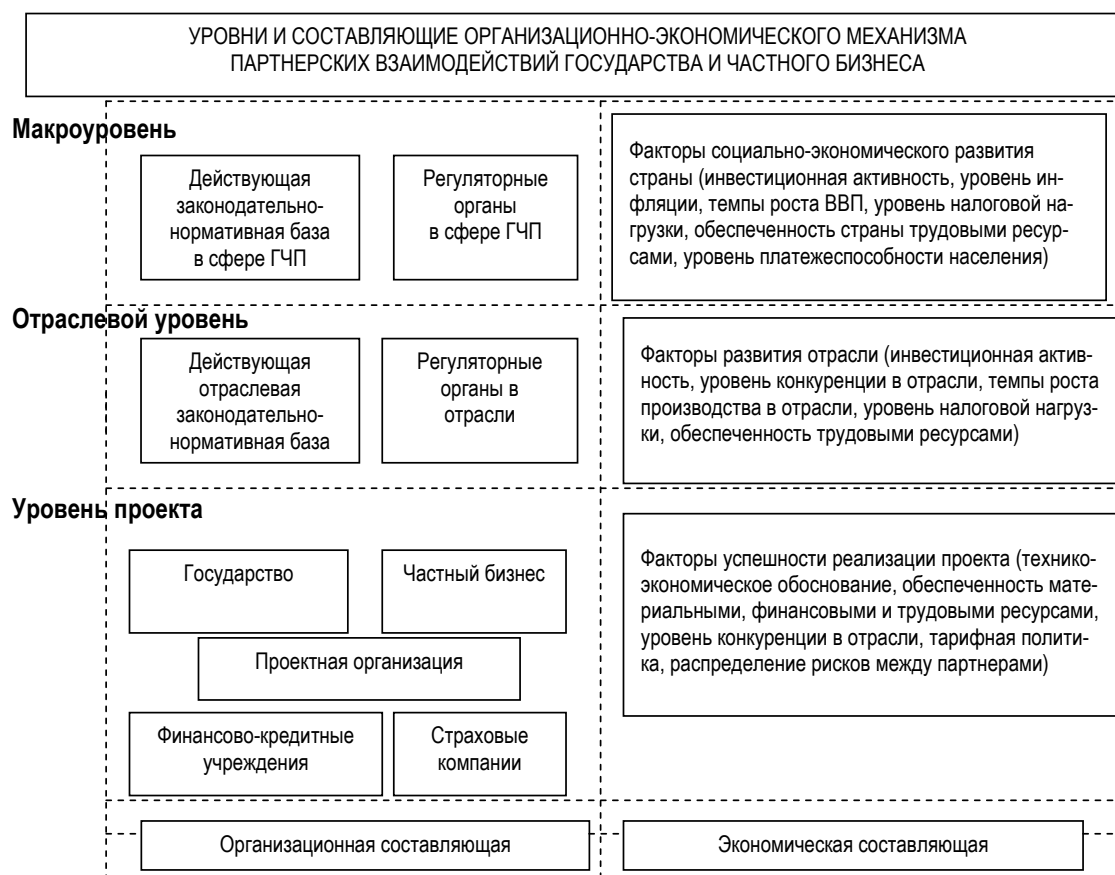 УРОВНИ И СОСТАВЛЯЮЩИЕ ОРГАНИЗАЦИОННО-ЭКОНОМИЧЕСКОГО МЕХАНИЗМА
ПАРТНЕРСКИХ ВЗАИМОДЕЙСТВИЙ ГОСУДАРСТВА И ЧАСТНОГО БИЗНЕСА
Макроуровень
Действующая
законодательно-
нормативная база
в сфере ГЧП
Регуляторные
органы
в сфере ГЧП
Факторы социально-экономического развития
страны (инвестиционная активность, уровень ин-
фляции, темпы роста ВВП, уровень налоговой на-
грузки, обеспеченность страны трудовыми ресур-
сами, уровень платежеспособности населения)
Отраслевой уровень
Действующая
отраслевая
законодательно-
нормативная база
Регуляторные
органы в
отрасли
Факторы развития отрасли (инвестиционная актив-
ность, уровень конкуренции в отрасли, темпы роста
производства в отрасли, уровень налоговой нагруз-
ки, обеспеченность трудовыми ресурсами)
Уровень проекта
Государство
Частный бизнес
Проектная организация
Финансово-кредитные
учреждения
Страховые
компании
Факторы успешности реализации проекта (технико-
экономическое обоснование, обеспеченность мате-
риальными, финансовыми и трудовыми ресурсами,
уровень конкуренции в отрасли, тарифная полити-
ка, распределение рисков между партнерами)
Организационная составляющая
Экономическая составляющая